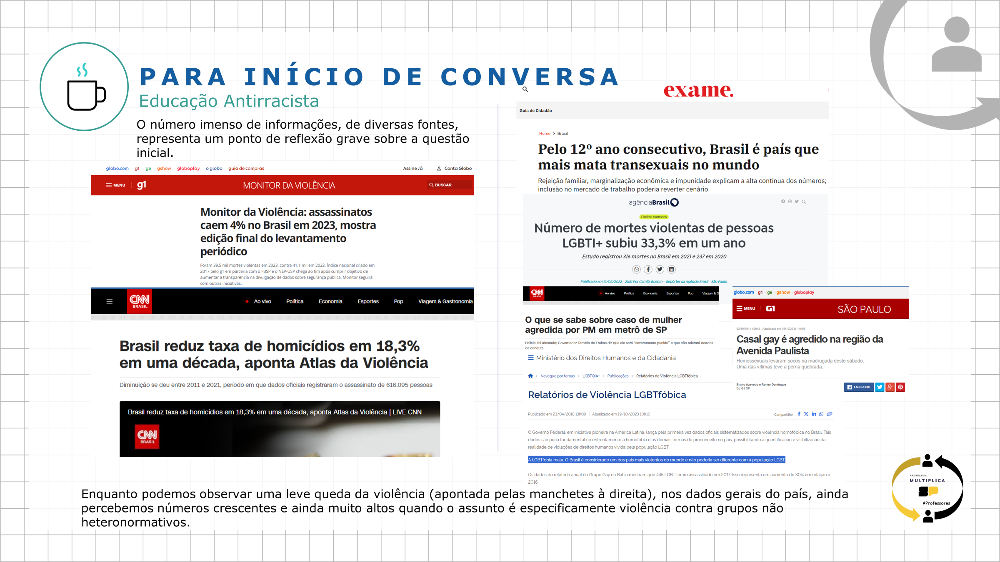 PARA INÍCIO DE CONVERSA
Educação Antirracista
O número imenso de informações, de diversas fontes,
representa um ponto de reflexão grave sobre a questão
inicial.
globo.com g1 ge gshow globoplay o globo guia de compras Assine Já Conta Globo
MENU g1 MONITOR DA VIOLÊNCIA BUSCAR
Monitor da Violência: assassinatos
caem 4% no Brasil em 2023, mostra
edição final do levantamento
periódico
Foram 39,5 mil mortes violentas em 2023, contra 41,1 mil em 2022. Índice nacional criado em
2017 pelo g1 em parceria com o FBSP e o NEV-USP chega ao fim após cumprir objetivo de
aumentar a transparência na divulgação de dados sobre segurança pública. Monitor seguirá
com outras iniciativas.
CNN
BRASIL
Ao vivo Política Economia Esportes Pop Viagem & Gastronomia
Brasil reduz taxa de homicídios em 18,3%
em uma década, aponta Atlas da Violência
Diminuição se deu entre 2011 e 2021, período em que dados oficiais registraram o assassinato de 616.095 pessoas
Brasil reduz taxa de homicídios em 18,3% em uma década, aponta Atlas da Violência | LIVE CNN
CNN
BRASIL
exame.
Guia do Cidadão
Home > Brasil
Pelo 12º ano consecutivo, Brasil é país que
mais mata transexuais no mundo
Rejeição familiar, marginalização econômica e impunidade explicam a alta contínua dos números;
inclusão no mercado de trabalho poderia reverter cenário
agênciaBrasil
Direitos Humanos
Número de mortes violentas de pessoas
LGBTI+ subiu 33,3% em um ano
Estudo registrou 316 mortes no Brasil em 2021 e 237 em 2020
Publicado em 12/05/2022 - 21:51 Por Camila Boehm - Repórter da Agência Brasil - São Paulo
CNN
BRASIL
Ao vivo Política Economia Esportes Pop Viagem & G
O que se sabe sobre caso de mulher
agredida por PM em metrô de SP
Policial foi afastado; Governador Tarcísio de Freitas diz que ele será "severamente punido" e que não tolerará desvios
de conduta
Ministério dos Direitos Humanos e da Cidadania
> Navegue por temas > LGBTQIA+ > Publicações > Relatórios de Violência LGBTfóbica
Relatórios de Violência LGBTfóbica
Publicado em 23/04/2018 13h09 Atualizado em 19/10/2023 10h16 Compartilhe:
O Governo Federal, em iniciativa pioneira na América Latina, lança pela primeira vez dados oficiais sistematizados sobre violência homofóbica no Brasil. Tais
dados são peça fundamental no enfrentamento à homofobia e às demais formas de preconceito no país, possibilitando a quantificação e visibilização da
realidade de violações de direitos humanos vivida pela população LGBT.
A LGBTfobia mata. O Brasil é considerado um dos país mais violentos do mundo e não poderia ser diferente com a população LGBT.
Os dados do relatório anual do Grupo Gay da Bahia mostram que 445 LGBT foram assassinado em 2017. Isso representa um aumento de 30% em relação a
2016.
globo.com g1 ge gshow globoplay
MENU G1 SÃO PAULO
02/10/2011 15h43 - Atualizado em 03/10/2011 14h05
Casal gay é agredido na região da
Avenida Paulista
Homossexuais levaram socos na madrugada deste sábado.
Uma das vítimas teve a perna quebrada.
Bruno Azevedo e Roney Domingos
Do G1 SP
FACEBOOK
Enquanto podemos observar uma leve queda da violência (apontada pelas manchetes à direita), nos dados gerais do país, ainda
percebemos números crescentes e ainda muito altos quando o assunto é especificamente violência contra grupos não
heteronormativos.
PROGRAMA
MULTIPLICA
SP
#Professores